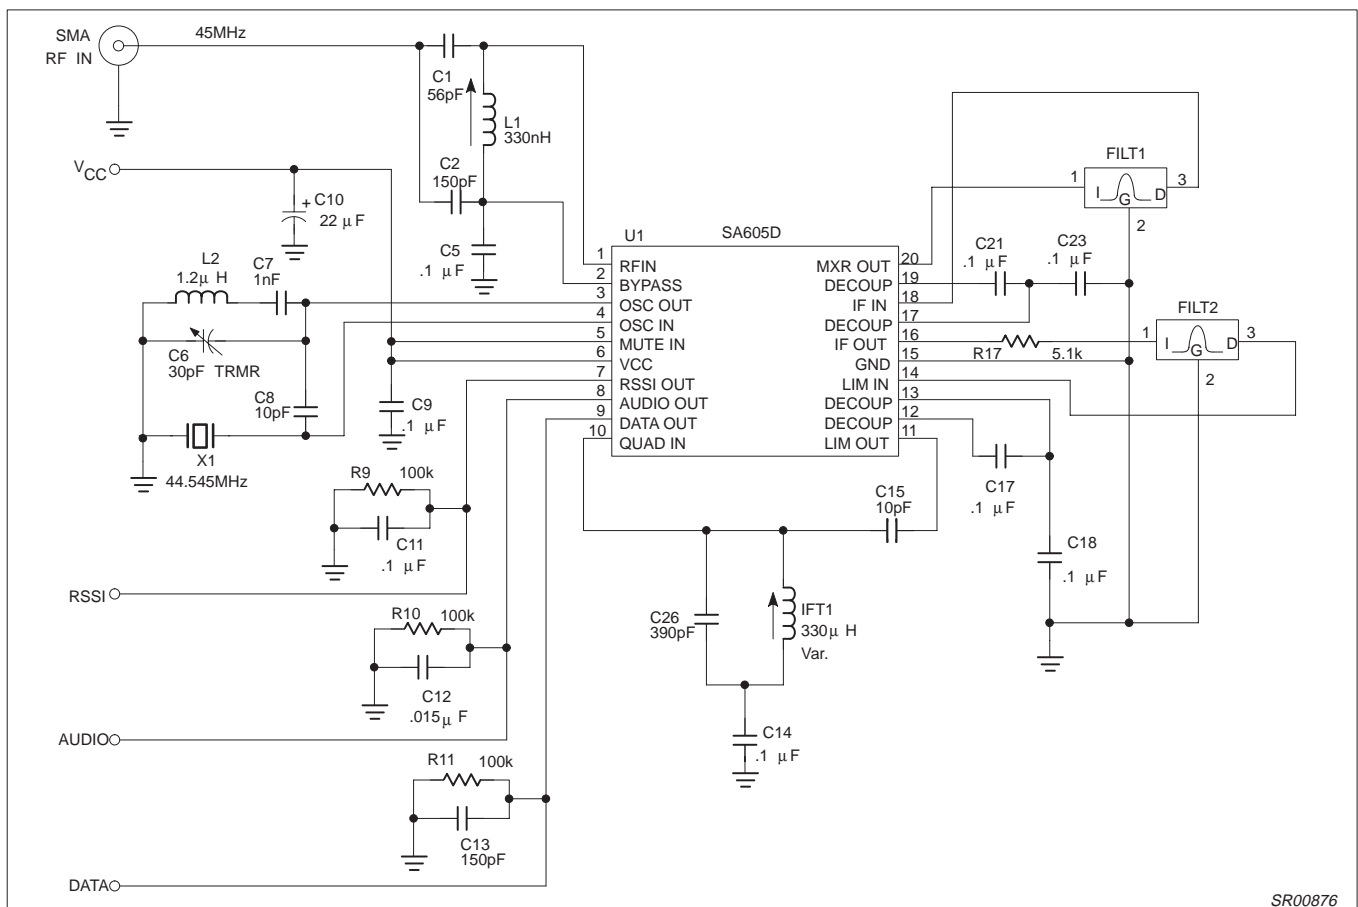 SMA
RF IN
45MHz
C1
56pF
L1
330nH
C2
150pF
VCC
C10
22 μF
+
C5
.1 μF
L2
1.2μ H
C7
1nF
C6
30pF TRMR
C8
10pF
X1
44.545MHz
C9
.1 μF
U1
SA605D
1
RFIN
2
BYPASS
3
OSC OUT
4
OSC IN
5
MUTE IN
6
VCC
7
RSSI OUT
8
AUDIO OUT
9
DATA OUT
10
QUAD IN
MXR OUT
20
DECOUP
19
IF IN
18
DECOUP
17
IF OUT
16
GND
15
LIM IN
14
DECOUP
13
DECOUP
12
LIM OUT
11
FILT1
1
I
G
D
3
2
C21
.1 μF
C23
.1 μF
FILT2
1
I
G
D
3
2
R17
5.1k
C17
.1 μF
C18
.1 μF
C15
10pF
C26
390pF
IFT1
330μ H
Var.
C14
.1 μF
R9
100k
C11
.1 μF
RSSI
R10
100k
C12
.015μ F
AUDIO
R11
100k
C13
150pF
DATA
SR00876